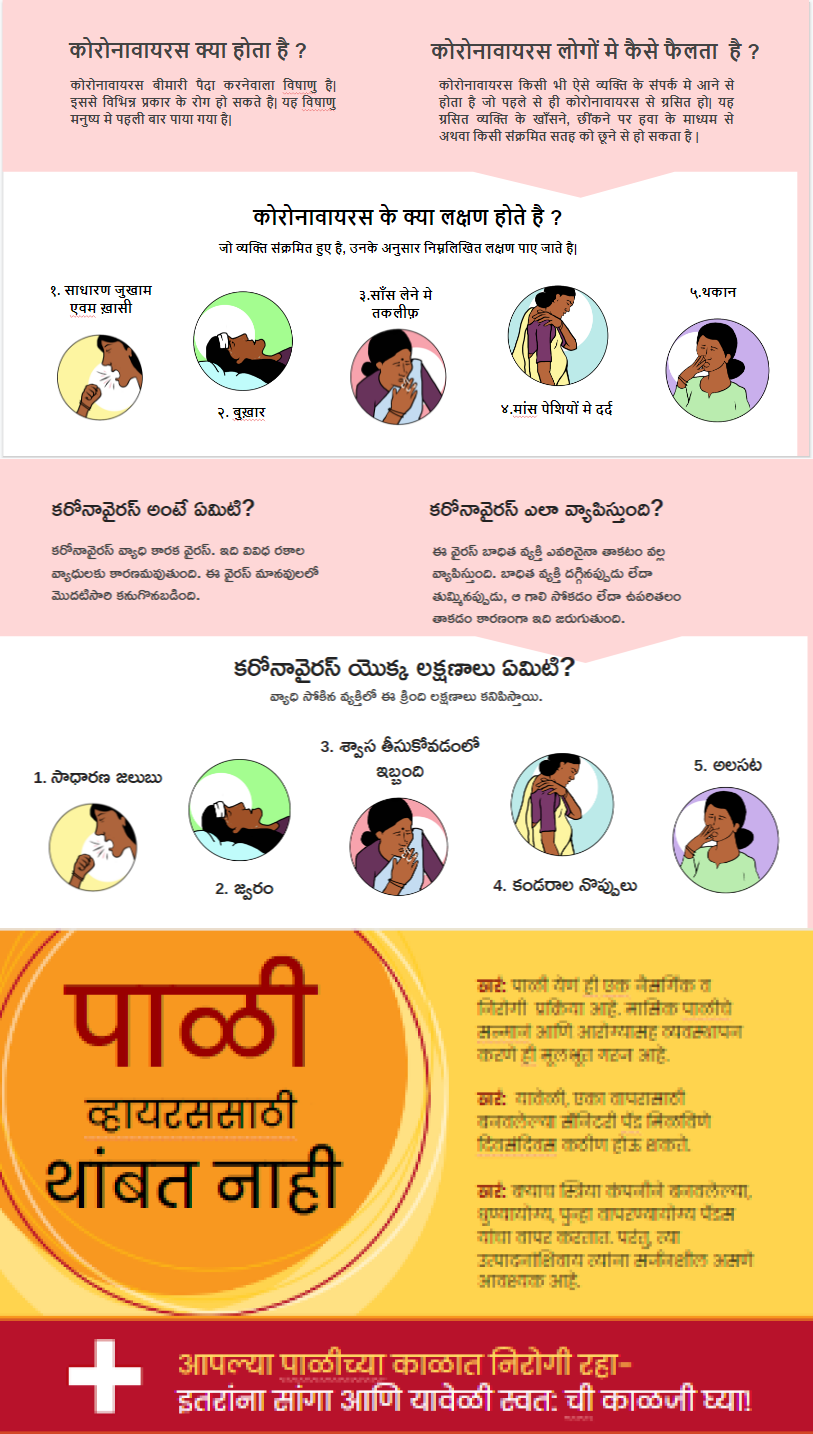 कोरोनावायरस क्या होता है ?
कोरोनावायरस बीमारी पैदा करनेवाला विषाणु है|
इससे विभिन्न प्रकार के रोग हो सकते है| यह विषाणु
मनुष्य मे पहली बार पाया गया है|
कोरोनावायरस लोगों मे कैसे फैलता है ?
कोरोनावायरस किसी भी ऐसे व्यक्ति के संपर्क मे आने से
होता है जो पहले से ही कोरोनावायरस से ग्रसित हो| यह
ग्रसित व्यक्ति के खाँसने, छींकने पर हवा के माध्यम से
अथवा किसी संक्रमित सतह को छूने से हो सकता है |
कोरोनावायरस के क्या लक्षण होते है ?
जो व्यक्ति संक्रमित हुए है, उनके अनुसार निम्नलिखित लक्षण पाए जाते है|
१. साधारण जुखाम
एवम ख़ासी
२. बुख़ार
३.साँस लेने मे
तकलीफ़
४.मांस पेशियों मे दर्द
५.थकान
కరోనావైరస్ అంటే ఏమిటి?
కరోనావైరస్ వ్యాధి కారక వైరస్. ఇది వివిధ రకాల
వ్యాధులకు కారణమవుతుంది. ఈ వైరస్ మానవులలో
మొదటిసారి కనుగొనబడింది.
కరోనావైరస్ ఎలా వ్యాపిస్తుంది?
ఈ వైరస్ బాధిత వ్యక్తి ఎవరినైనా తాకటం వల్ల
వ్యాపిస్తుంది. బాధిత వ్యక్తి దగ్గినప్పుడు లేదా
తుమ్మినప్పుడు, ఆ గాలి సోకడం లేదా ఉపరితలం
తాకడం కారణంగా ఇది జరుగుతుంది.
కరోనావైరస్ యొక్క లక్షణాలు ఏమిటి?
వ్యాధి సోకిన వ్యక్తిలో ఈ క్రింది లక్షణాలు కనిపిస్తాయి.
1. సాధారణ జలుబు
2. జ్వరం
3. శ్వాస తీసుకోవడంలో
ఇబ్బంది
4. కండరాల నొప్పులు
5. అలసట
पाळी
व्हायरससाठी
थांबत नाही
खरं: पाळी येणं ही एक नैसर्गिक व
निरोगी प्रक्रिया आहे. मासिक पाळीचे
सन्मानं आणि आरोग्यासह व्यवस्थापन
करणे ही मूलभूत गरज आहे.
खरं: यावेळी, एका वापरासाठी
बनवलेल्या सॅनिटरी पॅड मिळविणे
दिवसेंदिवस कठीण होऊ शकते.
खरं: बऱ्याच स्त्रिया कंपनीने बनवलेल्या,
धुण्यायोग्य, पुन्हा वापरण्यायोग्य पॅडस
यांचा वापर करतात. परंतु, त्या
उत्पादनांशिवाय त्यांना सर्जनशील असणे
आवश्यक आहे.
आपल्या पाळीच्या काळात निरोगी रहा-
इतरांना सांगा आणि यावेळी स्वत: ची काळजी घ्या!